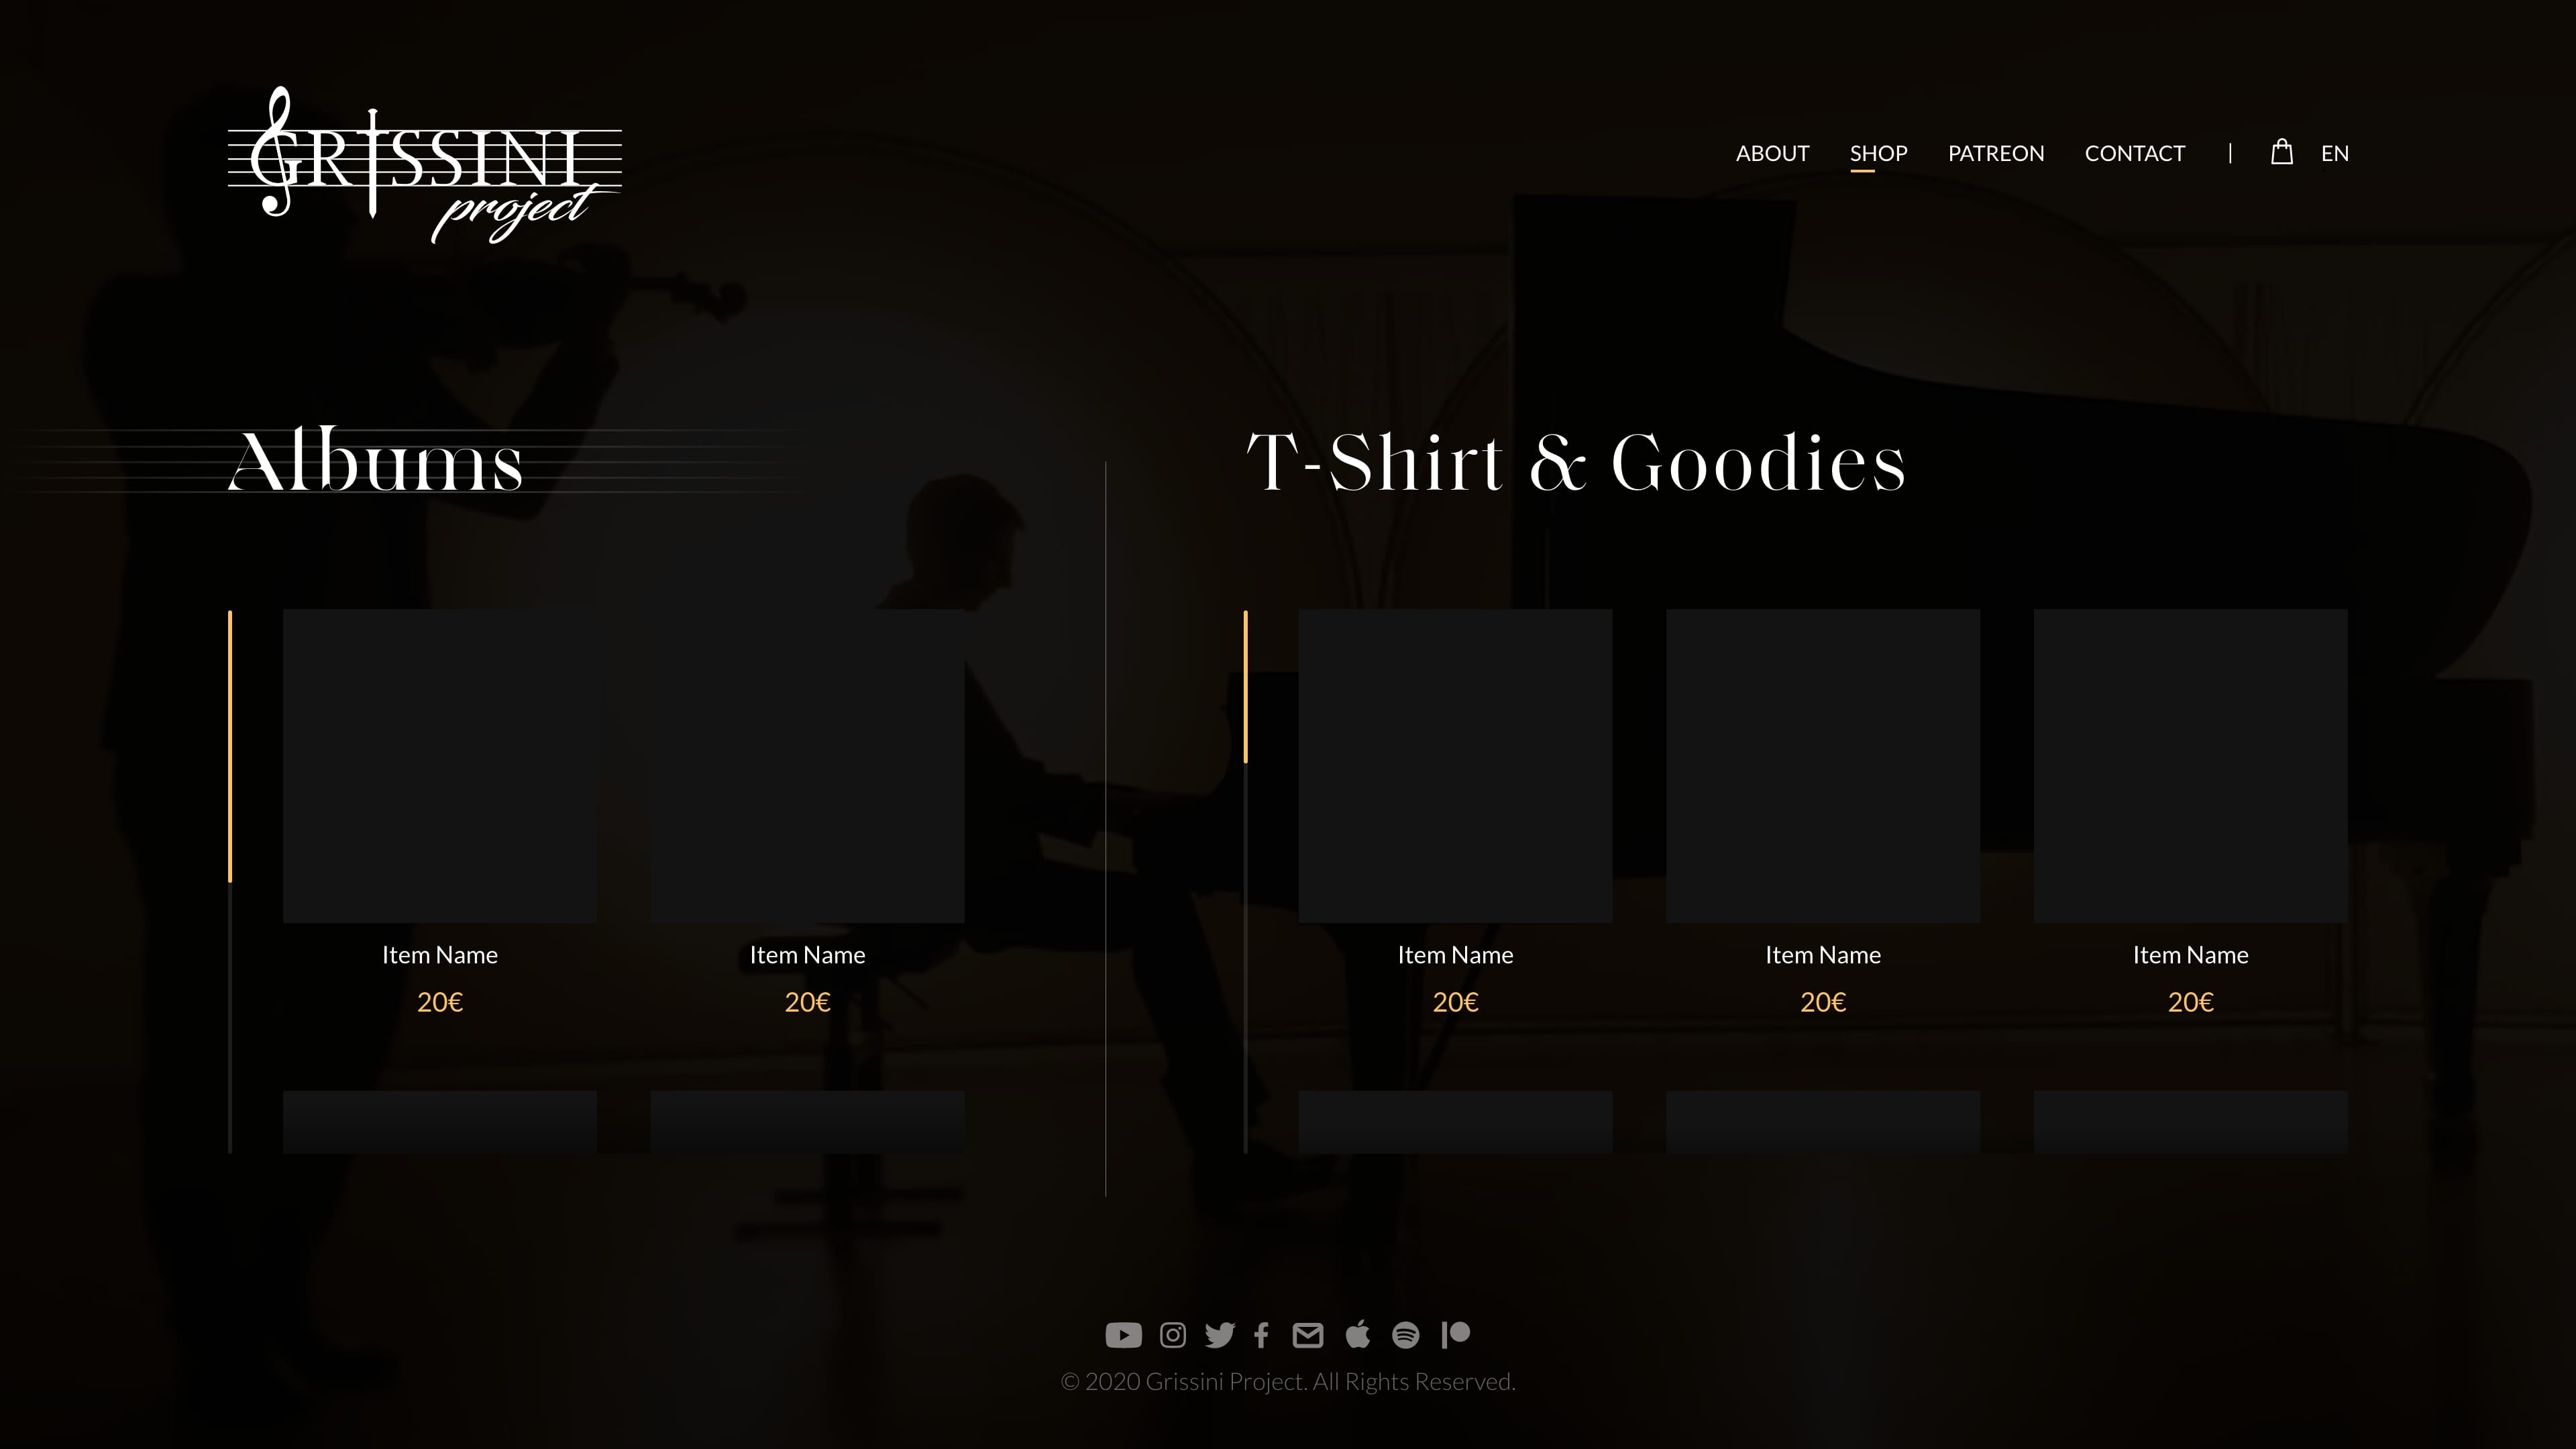 GRISSINI
project
ABOUT SHOP PATREON CONTACT | EN
Albums
T-Shirt & Goodies
Item Name
20€
Item Name
20€
Item Name
20€
Item Name
20€
Item Name
20€
© 2020 Grissini Project. All Rights Reserved.